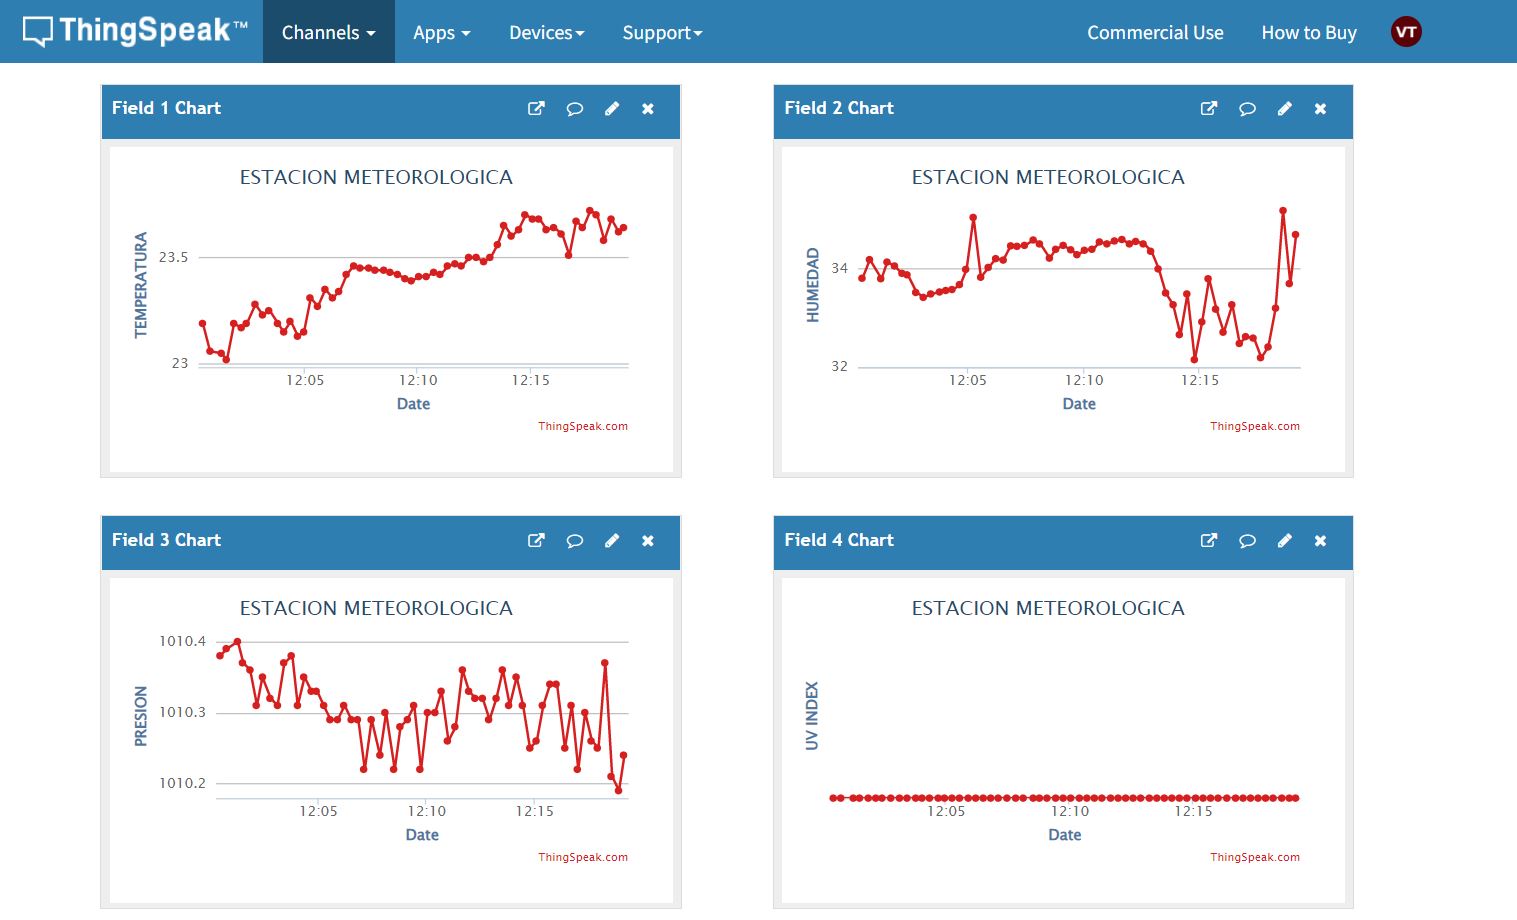 ThingSpeak™ Channels Apps Devices Support Commercial Use How to Buy VT
Field 1 Chart
ESTACION METEOROLOGICA
TEMPERATURA
23.5
23
12:05 12:10 12:15
Date
ThingSpeak.com
Field 2 Chart
ESTACION METEOROLOGICA
HUMEDAD
34
32
12:05 12:10 12:15
Date
ThingSpeak.com
Field 3 Chart
ESTACION METEOROLOGICA
PRESION
1010.4
1010.3
1010.2
12:05 12:10 12:15
Date
ThingSpeak.com
Field 4 Chart
ESTACION METEOROLOGICA
UV INDEX
12:05 12:10 12:15
Date
ThingSpeak.com